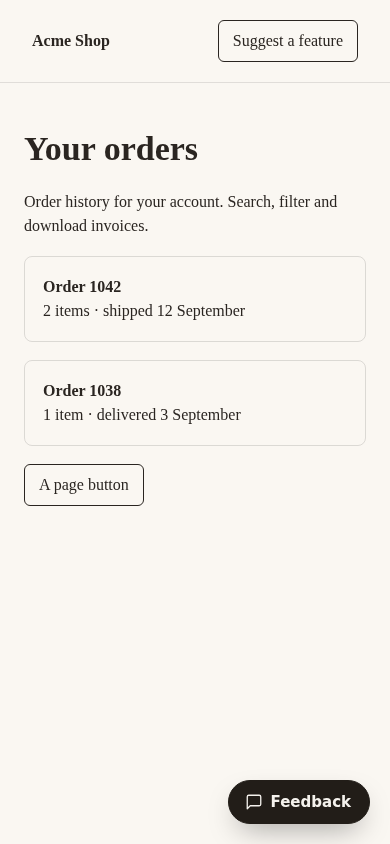 Acme Shop
Suggest a feature
Your orders
Order history for your account. Search, filter and
download invoices.
Order 1042
2 items · shipped 12 September
Order 1038
1 item · delivered 3 September
A page button
Feedback